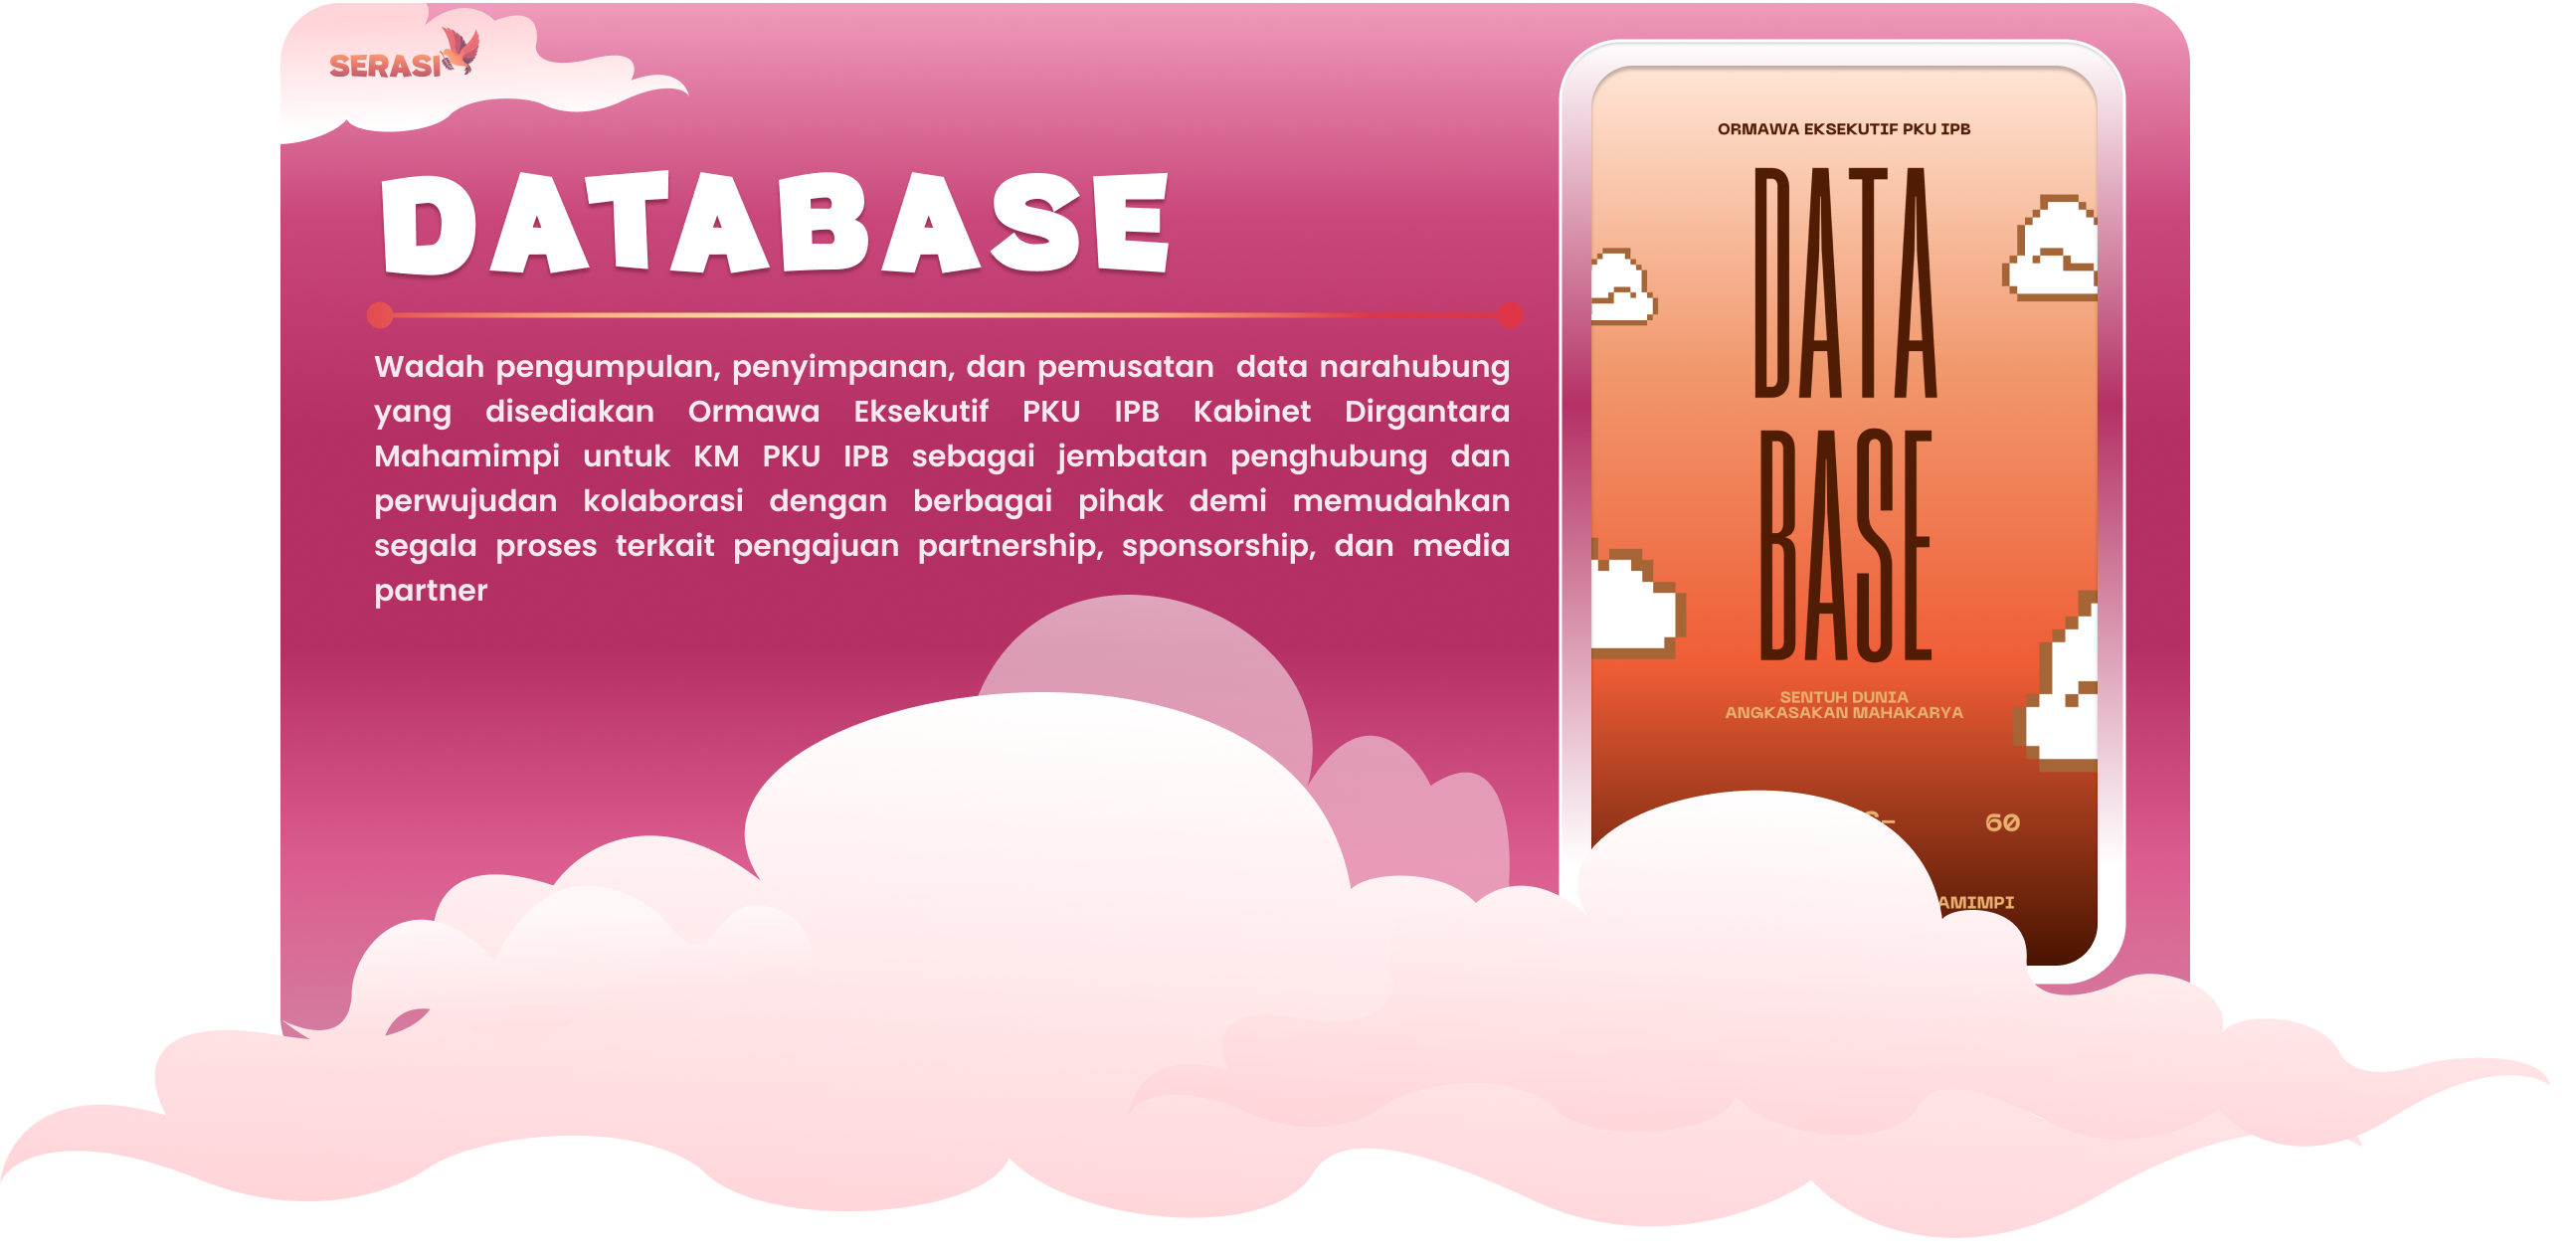 SERASI
DATABASE
Wadah pengumpulan, penyimpanan, dan pemusatan data narahubung
yang disediakan Ormawa Eksekutif PKU IPB Kabinet Dirgantara
Mahamimpi untuk KM PKU IPB sebagai jembatan penghubung dan
perwujudan kolaborasi dengan berbagai pihak demi memudahkan
segala proses terkait pengajuan partnership, sponsorship, dan media
partner
ORMAWA EKSEKUTIF PKU IPB
DATA
BASE
SENTUH DUNIA
ANGKASAKAN MAHAKARYA
60